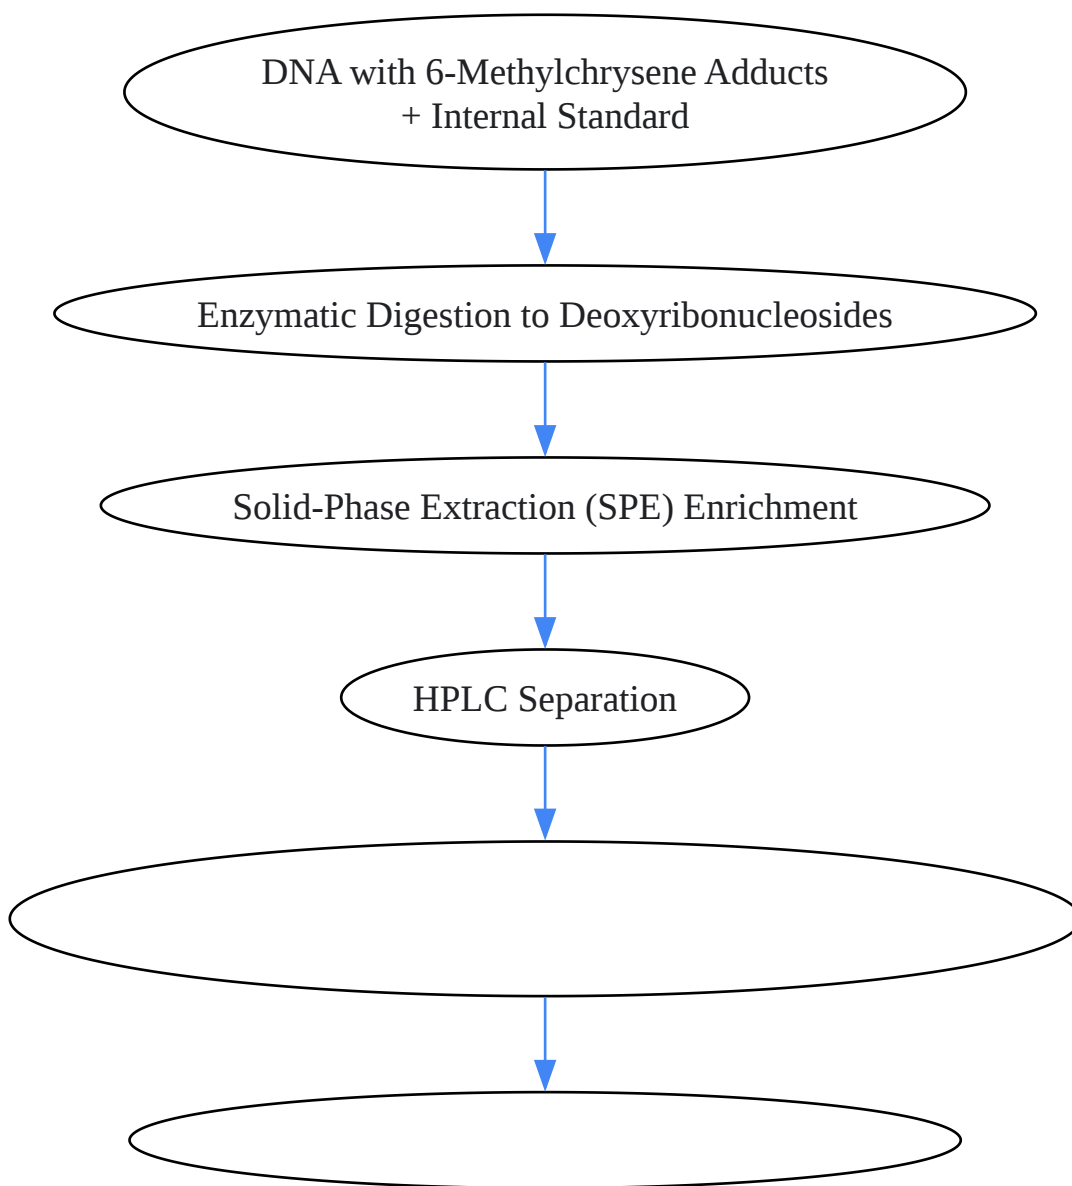 DNA with 6-Methylchrysene Adducts
+ Internal Standard
Enzymatic Digestion to Deoxyribonucleosides
Solid-Phase Extraction (SPE) Enrichment
HPLC Separation